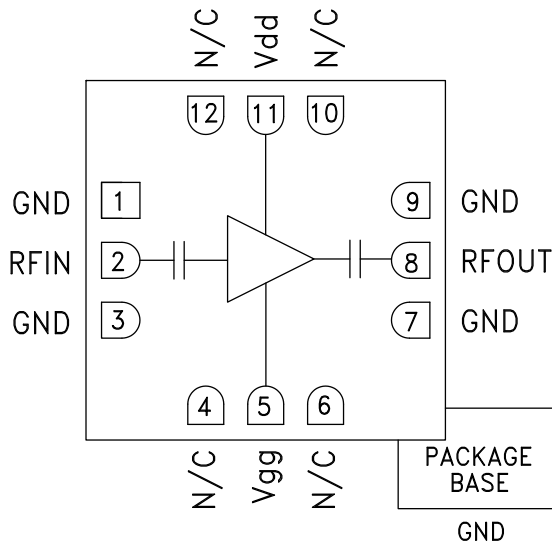 N/C Vdd N/C
12 11 10
GND 1 9 GND
RFIN 2 8 RFOUT
GND 3 7 GND
4 5 6
N/C Vgg N/C
PACKAGE
BASE
GND